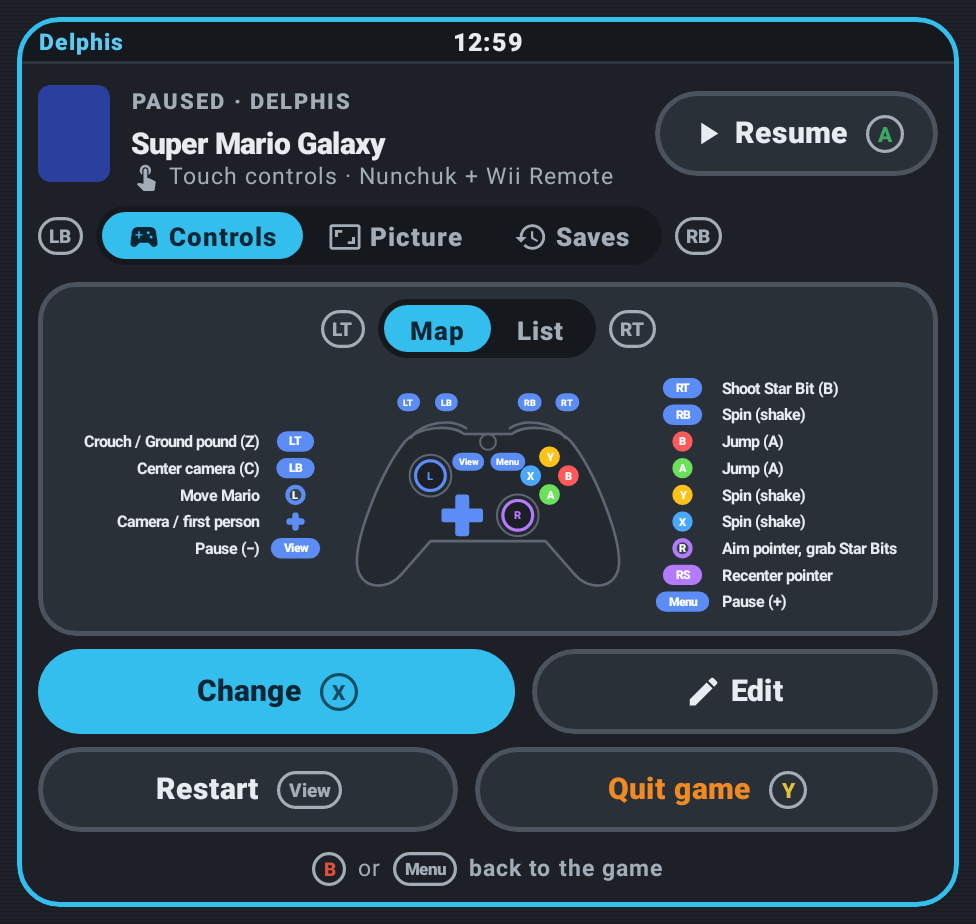 Delphis
12:59
PAUSED · DELPHIS
Super Mario Galaxy
Touch controls · Nunchuk + Wii Remote
Resume A
LB Controls Picture Saves RB
LT Map List RT
LT LB RB RT
Crouch / Ground pound (Z) LT
Center camera (C) LB
Move Mario L
Camera / first person
Pause (−) View
L View Menu X Y B A R
RT Shoot Star Bit (B)
RB Spin (shake)
B Jump (A)
A Jump (A)
Y Spin (shake)
X Spin (shake)
R Aim pointer, grab Star Bits
RS Recenter pointer
Menu Pause (+)
Change X
Edit
Restart View
Quit game Y
B or Menu back to the game